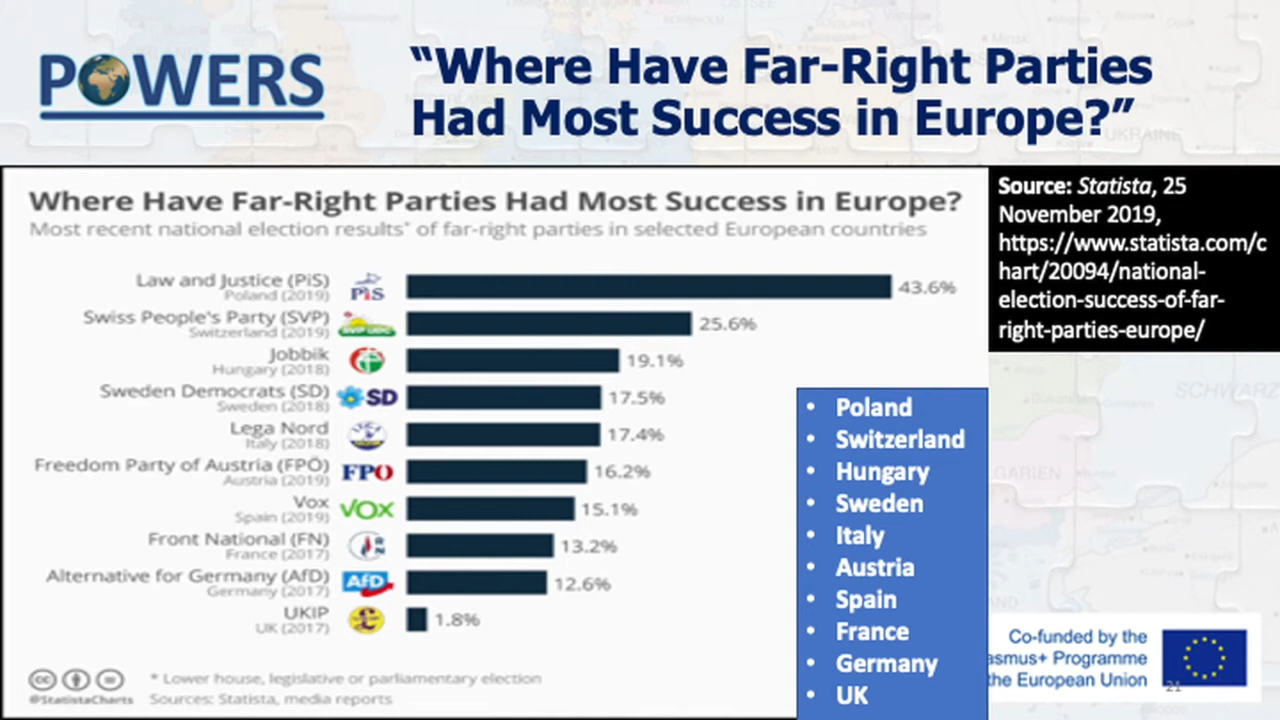 POWERS
“Where Have Far-Right Parties
Had Most Success in Europe?”
Where Have Far-Right Parties Had Most Success in Europe?
Most recent national election results* of far-right parties in selected European countries
Law and Justice (PiS)
Poland (2019)
PiS
43.6%
Swiss People's Party (SVP)
Switzerland (2019)
SVP UDC
25.6%
Jobbik
Hungary (2018)
19.1%
Sweden Democrats (SD)
Sweden (2018)
SD
17.5%
Lega Nord
Italy (2018)
17.4%
Freedom Party of Austria (FPÖ)
Austria (2019)
FPO
16.2%
Vox
Spain (2019)
VOX
15.1%
Front National (FN)
France (2017)
RN
13.2%
Alternative for Germany (AfD)
Germany (2017)
AfD
12.6%
UKIP
UK (2017)
£
1.8%
* Lower house, legislative or parliamentary election
@StatistaCharts Sources: Statista, media reports
Source: Statista, 25
November 2019,
https://www.statista.com/c
hart/20094/national-
election-success-of-far-
right-parties-europe/
• Poland
• Switzerland
• Hungary
• Sweden
• Italy
• Austria
• Spain
• France
• Germany
• UK
Co-funded by the
asmus+ Programme
the European Union
21
UKRAINE
SCHWARZ
GARIEN